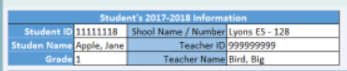 Student's 2017-2018 Information
Student ID 11111118 Shool Name / Number Lyons ES - 128
Studen Name Apple, Jane Teacher ID 999999999
Grade 1 Teacher Name Bird, Big